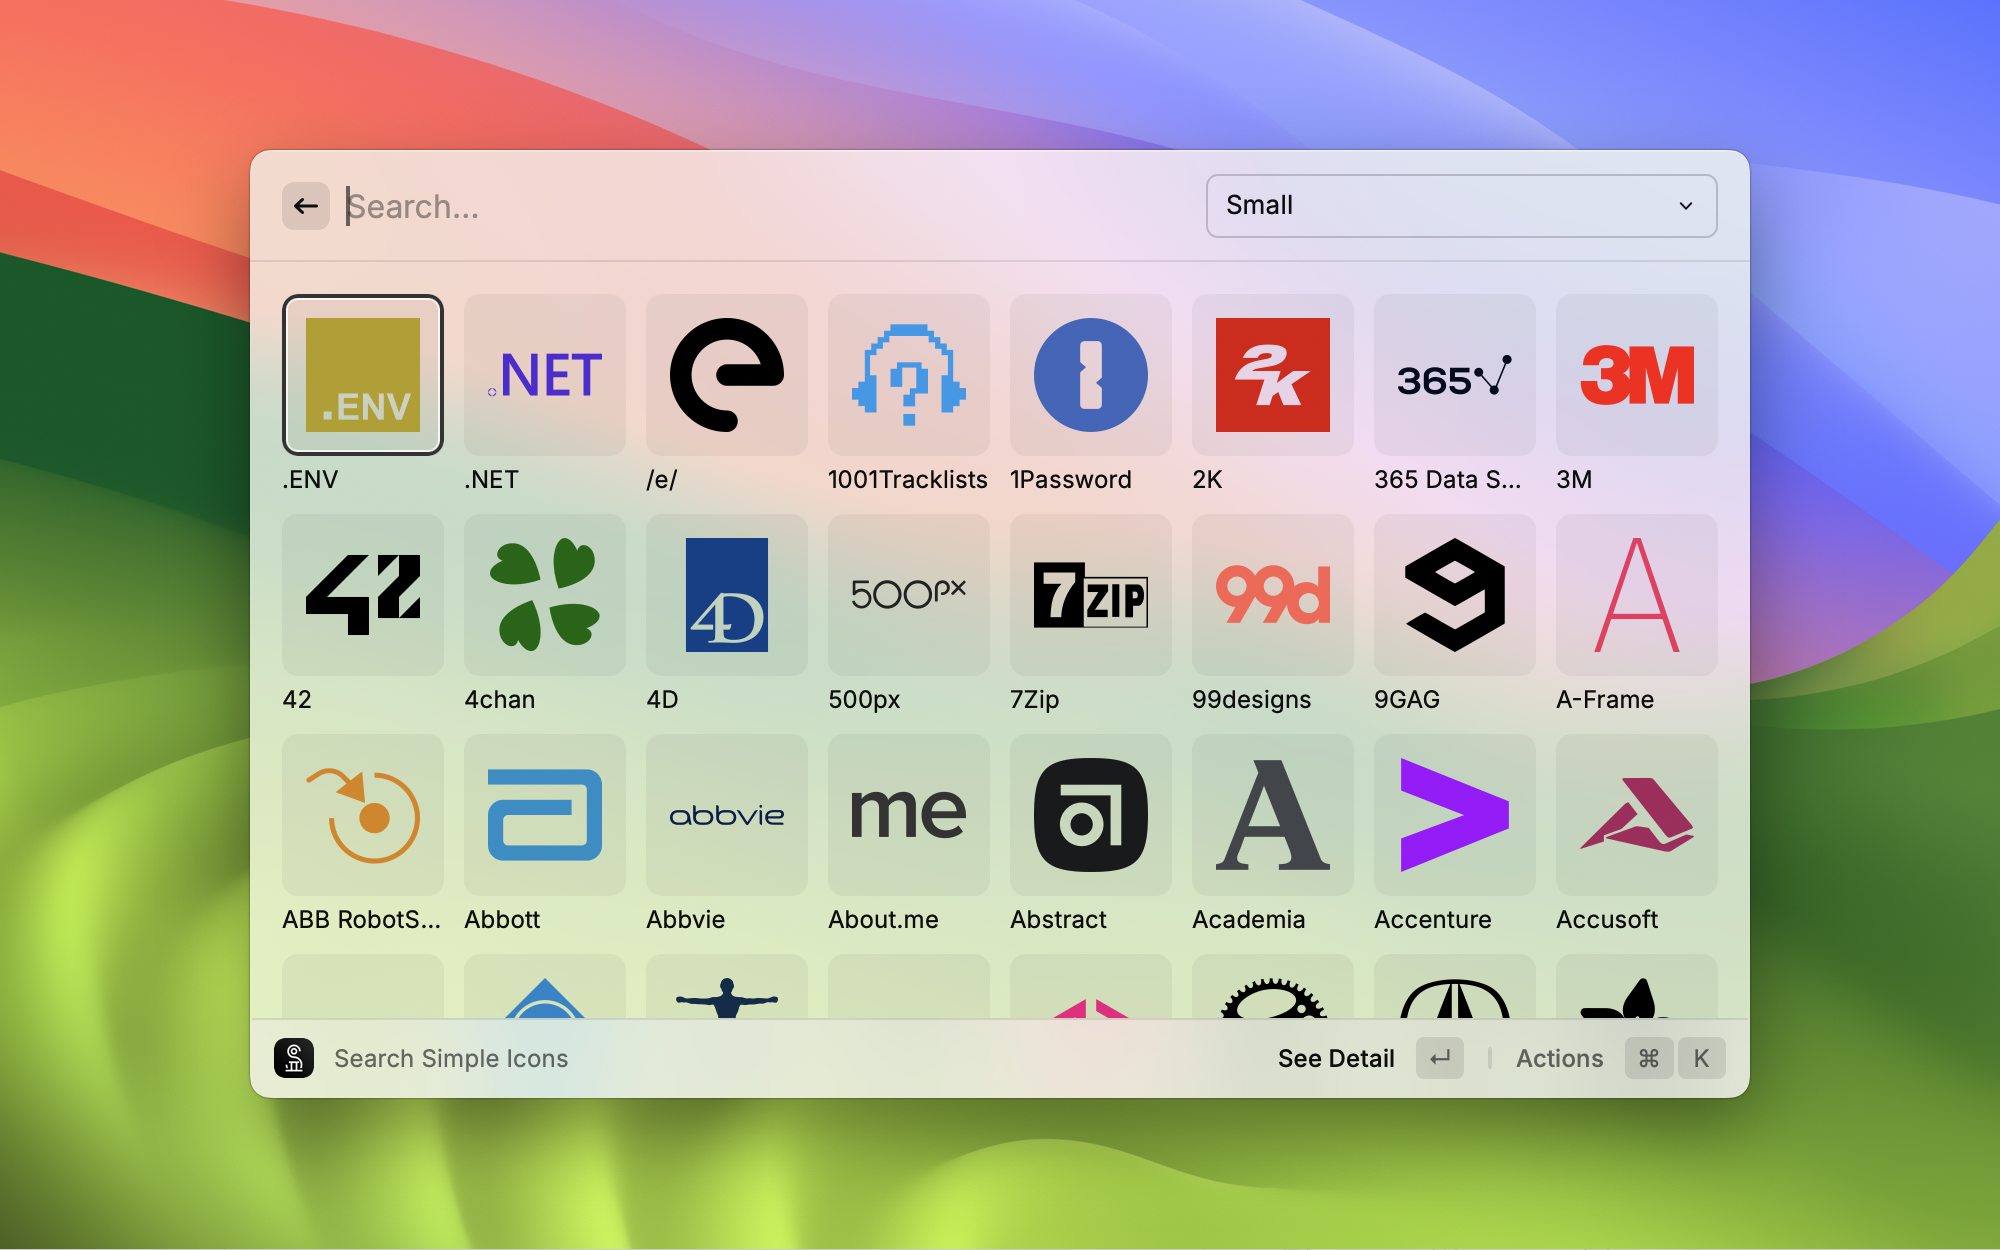 Search...
Small
.ENV
.NET
365
3M
.ENV
.NET
/e/
1001Tracklists
1Password
2K
365 Data S...
3M
42
4D
500px
7ZIP
99d
9
A
42
4chan
4D
500px
7Zip
99designs
9GAG
A-Frame
abbvie
me
A
ABB RobotS...
Abbott
Abbvie
About.me
Abstract
Academia
Accenture
Accusoft
Search Simple Icons
See Detail
Actions
⌘
K